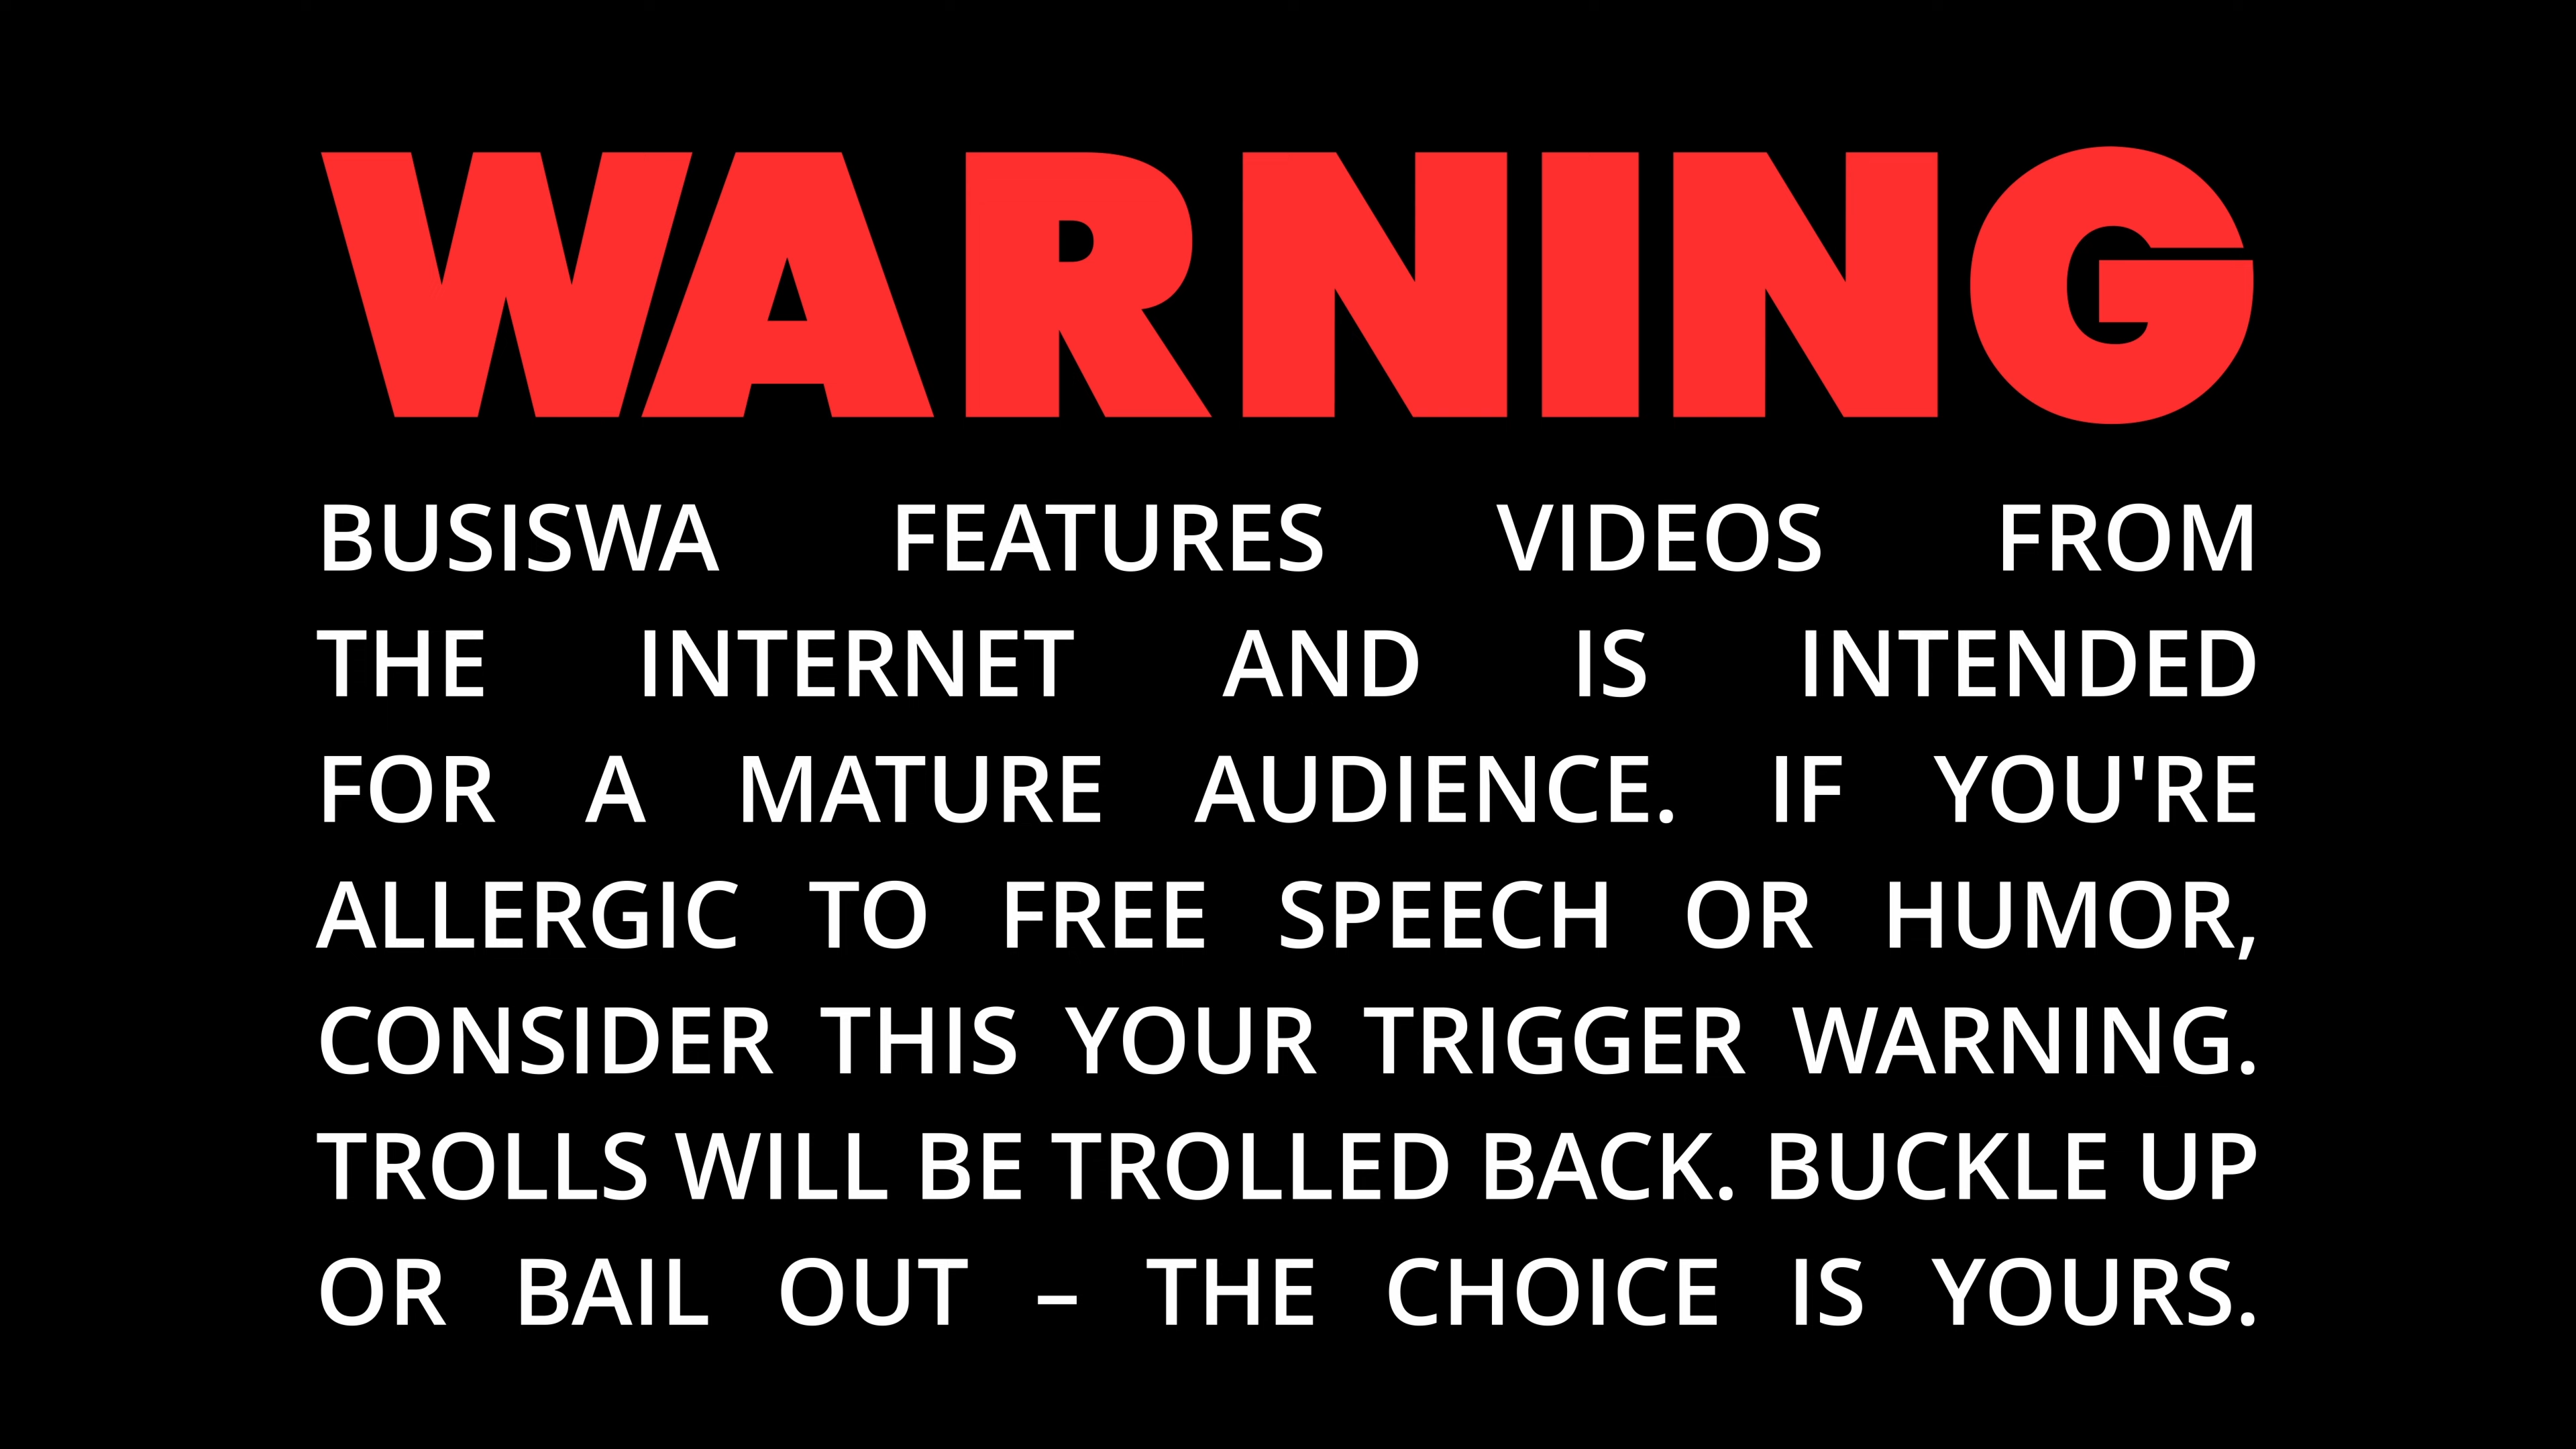 WARNING
BUSISWA FEATURES VIDEOS FROM
THE INTERNET AND IS INTENDED
FOR A MATURE AUDIENCE. IF YOU'RE
ALLERGIC TO FREE SPEECH OR HUMOR,
CONSIDER THIS YOUR TRIGGER WARNING.
TROLLS WILL BE TROLLED BACK. BUCKLE UP
OR BAIL OUT – THE CHOICE IS YOURS.